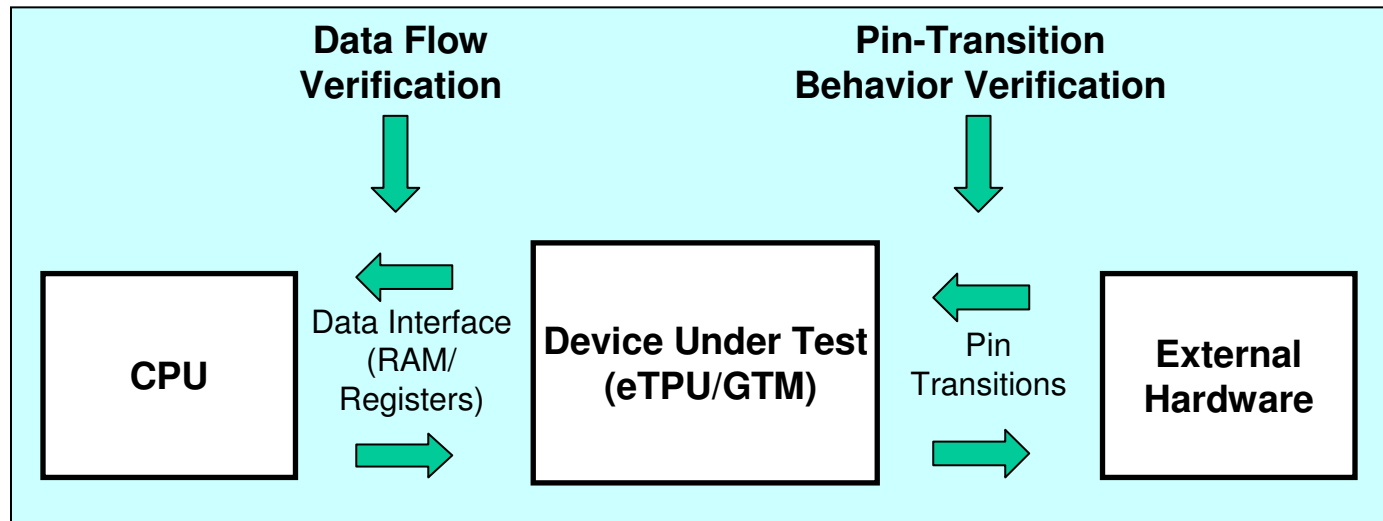 Data Flow
Verification
Pin-Transition
Behavior Verification
CPU
Data Interface
(RAM/
Registers)
Device Under Test
(eTPU/GTM)
Pin
Transitions
External
Hardware